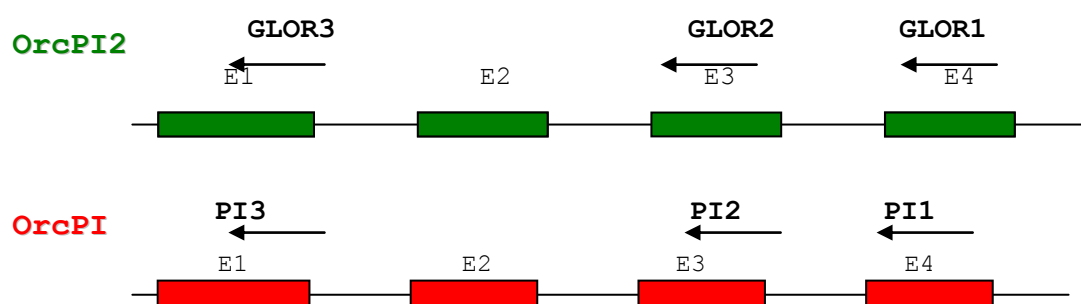 GLOR3 GLOR2 GLOR1
OrcPI2
E1 E2 E3 E4
PI3 PI2 PI1
OrcPI
E1 E2 E3 E4